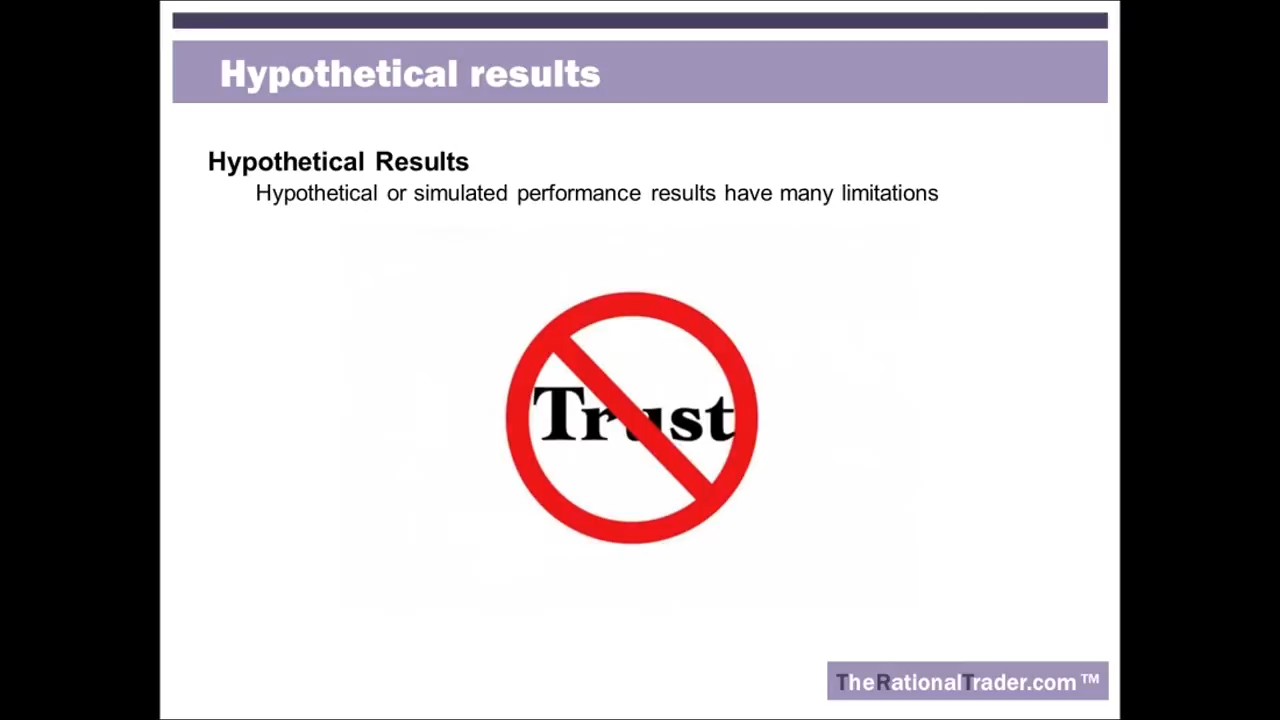 Hypothetical results
Hypothetical Results
Hypothetical or simulated performance results have many limitations
Trust
TheRationalTrader.com™